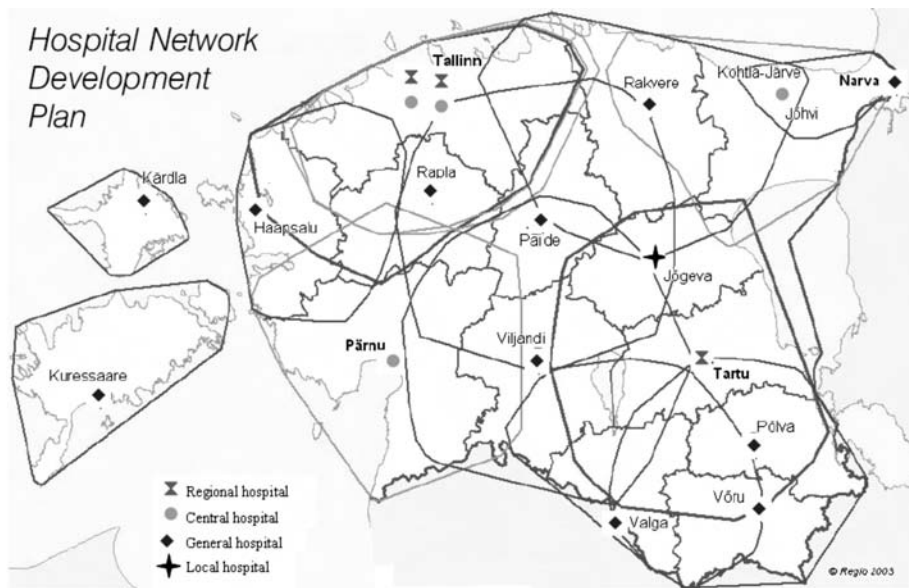 Hospital Network
Development
Plan
Tallinn
Rakvere
Kohtla-Järve
Jõhvi
Narva
Kärdla
Haapsalu
Rapla
Paide
Jõgeva
Kuressaare
Pärnu
Viljandi
Tartu
Põlva
Võru
Valga
Regional hospital
Central hospital
General hospital
Local hospital
© Regio 2003